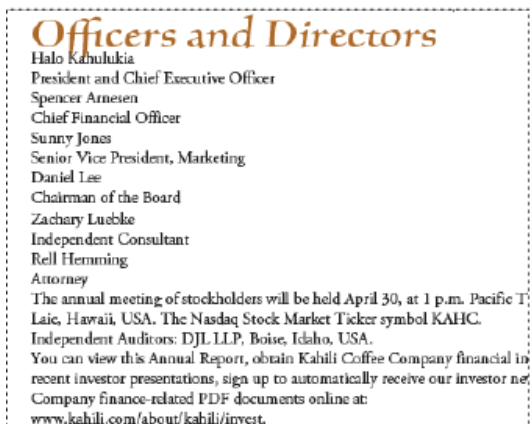 Officers and Directors
Halo Kahulukia
President and Chief Executive Officer
Spencer Arnesen
Chief Financial Officer
Sunny Jones
Senior Vice President, Marketing
Daniel Lee
Chairman of the Board
Zachary Luebke
Independent Consultant
Rell Hemming
Attorney
The annual meeting of stockholders will be held April 30, at 1 p.m. Pacific T
Laie, Hawaii, USA. The Nasdaq Stock Market Ticker symbol KAHC.
Independent Auditors: DJL LLP, Boise, Idaho, USA.
You can view this Annual Report, obtain Kahili Coffee Company financial in
recent investor presentations, sign up to automatically receive our investor ne
Company finance-related PDF documents online at:
www.kahili.com/about/kahili/invest.